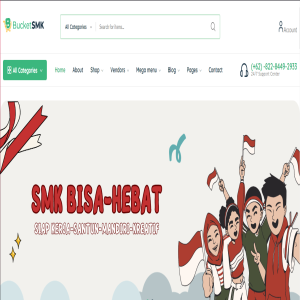 BucketSMK
All Categories
Search for items...
Account
All Categories
Home
About
Shop
Vendors
Mega menu
Blog
Pages
Contact
(+62) -822-8449-2933
24/7 Support Center
SMK BISA-HEBAT
SIAP KERJA-SANTUN-MANDIRI-KREATIF